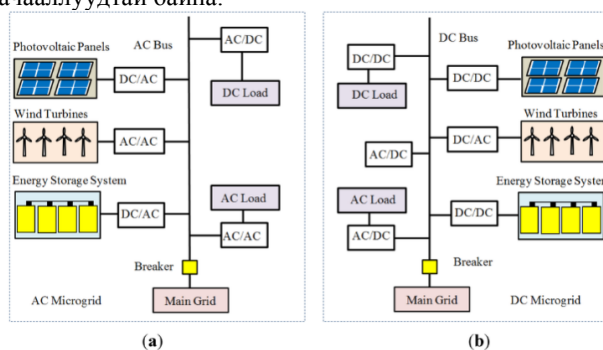 ачааллуудтай байна.
Photovoltaic Panels
AC Bus
AC/DC
DC/AC
DC Load
Wind Turbines
AC/AC
Energy Storage System
DC/AC
AC Load
AC/AC
Breaker
AC Microgrid
Main Grid
(a)
DC Bus
Photovoltaic Panels
DC/DC
DC/DC
DC Load
Wind Turbines
DC/AC
AC/DC
Energy Storage System
AC Load
DC/DC
AC/DC
Breaker
Main Grid
DC Microgrid
(b)